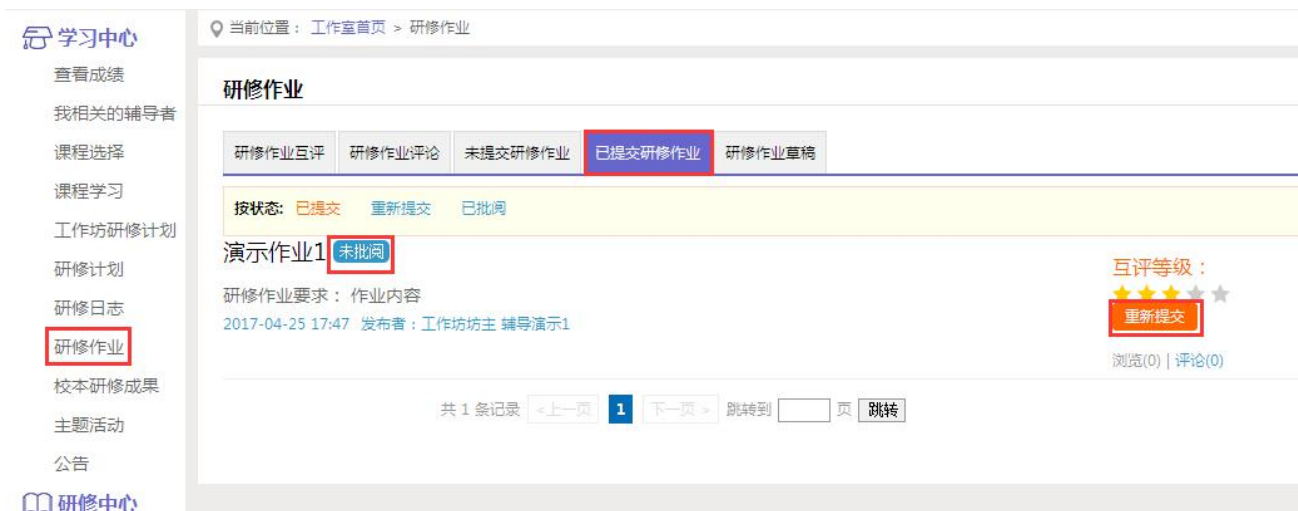 学习中心
查看成绩
我相关的辅导者
课程选择
课程学习
工作坊研修计划
研修计划
研修日志
研修作业
校本研修成果
主题活动
公告
研修中心
当前位置： 工作室首页 > 研修作业
研修作业
研修作业互评 研修作业评论 未提交研修作业 已提交研修作业 研修作业草稿
按状态: 已提交 重新提交 已批阅
演示作业1 未批阅
研修作业要求： 作业内容
2017-04-25 17:47 发布者：工作坊坊主 辅导演示1
互评等级：
重新提交
浏览(0) | 评论(0)
共 1 条记录 <上一页 1 下一页 > 跳转到 页 跳转